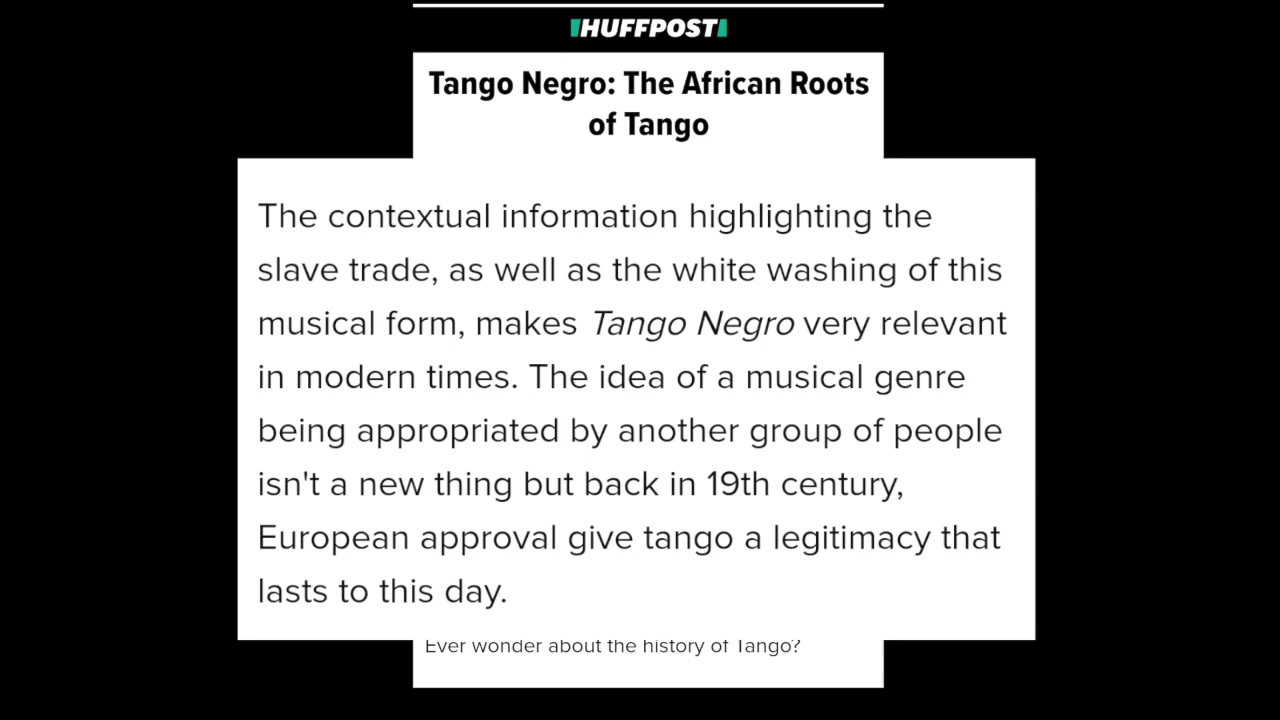 HUFFPOST
Tango Negro: The African Roots
of Tango
The contextual information highlighting the
slave trade, as well as the white washing of this
musical form, makes Tango Negro very relevant
in modern times. The idea of a musical genre
being appropriated by another group of people
isn't a new thing but back in 19th century,
European approval give tango a legitimacy that
lasts to this day.
Ever wonder about the history of Tango?